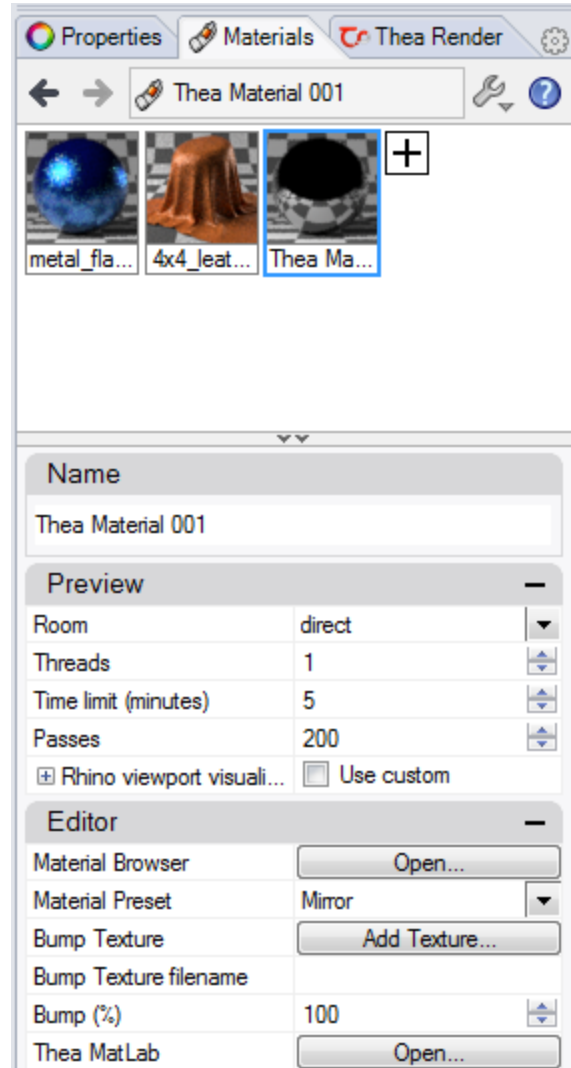 Properties Materials Thea Render
Thea Material 001
metal_fla... 4x4_leat... Thea Ma...
Name
Thea Material 001
Preview
Room direct
Threads 1
Time limit (minutes) 5
Passes 200
Rhino viewport visuali... Use custom
Editor
Material Browser Open...
Material Preset Mirror
Bump Texture Add Texture...
Bump Texture filename
Bump (%) 100
Thea MatLab Open...